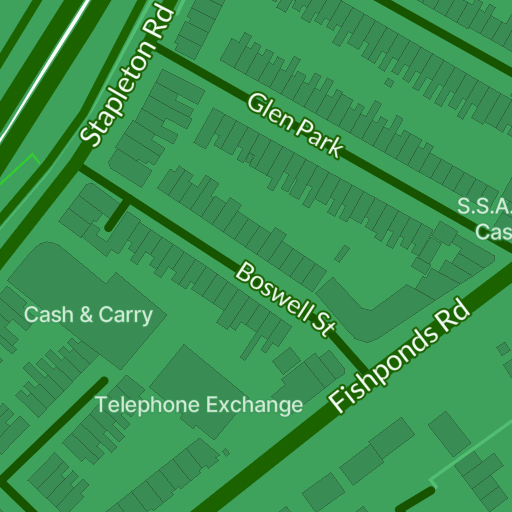 Stapleton Rd
Glen Park
S.S.A.
Cas
Boswell St
Cash & Carry
Fishponds Rd
Telephone Exchange